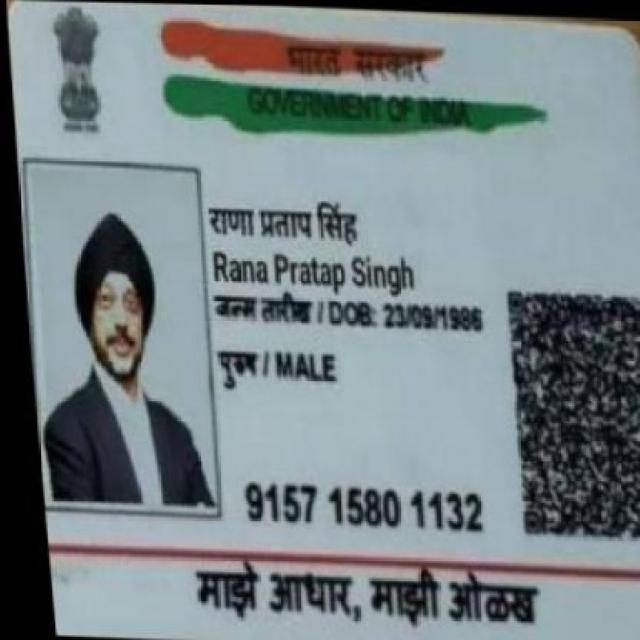 भारत सरकार
GOVERNMENT OF INDIA
राणा प्रताप सिंह
Rana Pratap Singh
जन्म तारीख / DOB: 23/09/1986
पुरुष / MALE
9157 1580 1132
माझे आधार, माझी ओळख